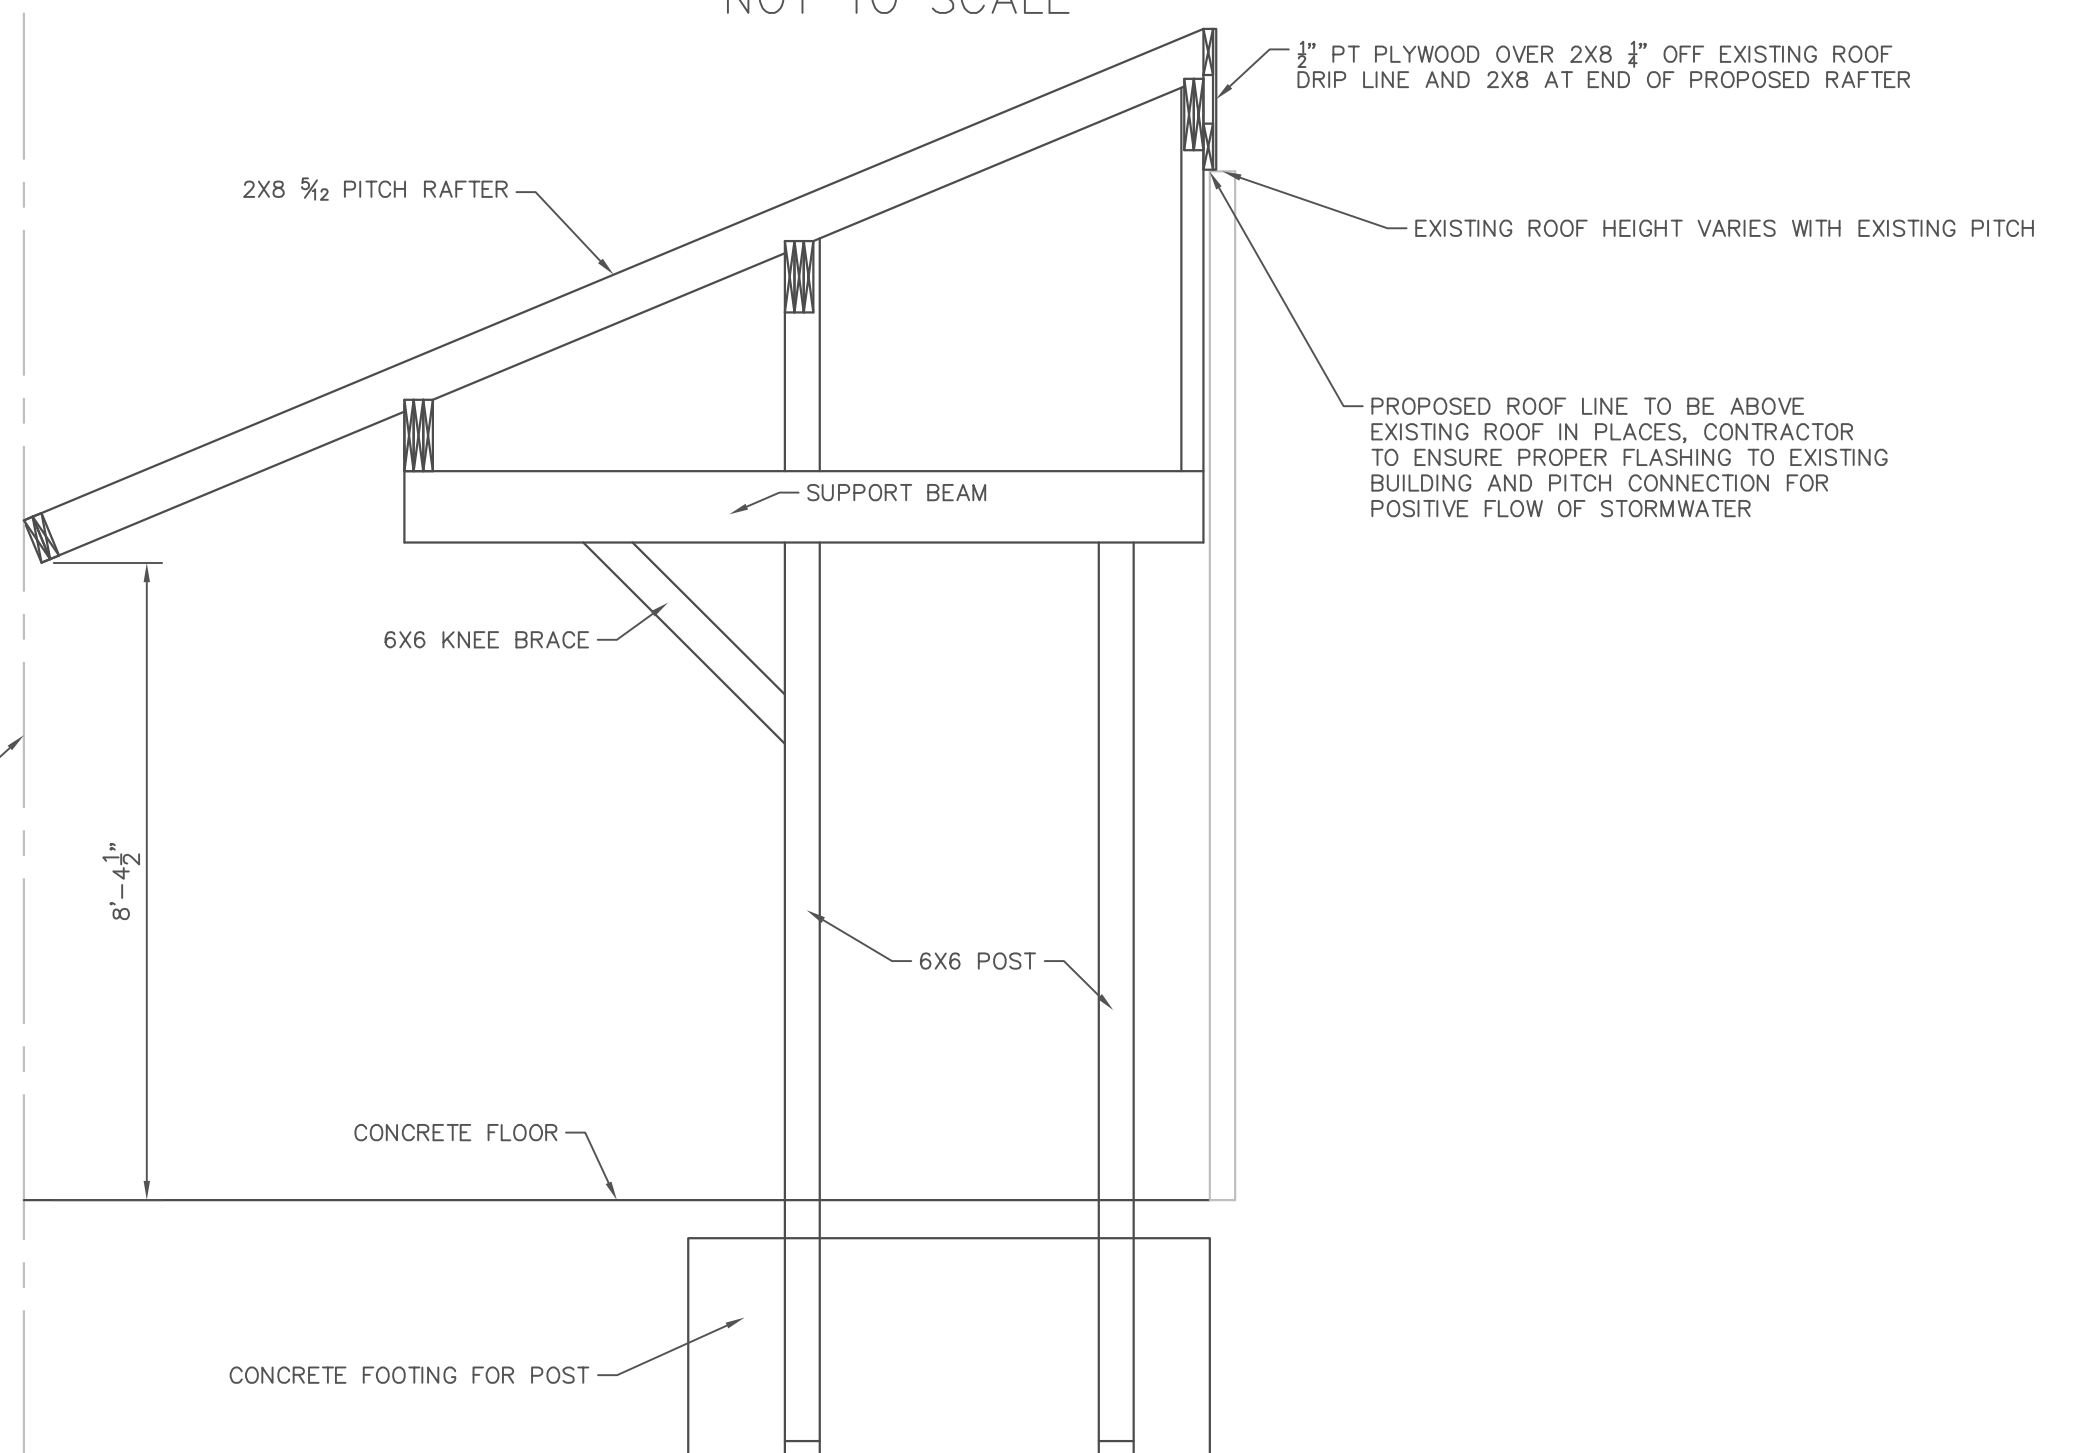 NOT TO SCALE
½" PT PLYWOOD OVER 2X8 ¼" OFF EXISTING ROOF
DRIP LINE AND 2X8 AT END OF PROPOSED RAFTER
2X8 5/12 PITCH RAFTER
EXISTING ROOF HEIGHT VARIES WITH EXISTING PITCH
PROPOSED ROOF LINE TO BE ABOVE
EXISTING ROOF IN PLACES, CONTRACTOR
TO ENSURE PROPER FLASHING TO EXISTING
BUILDING AND PITCH CONNECTION FOR
POSITIVE FLOW OF STORMWATER
SUPPORT BEAM
6X6 KNEE BRACE
8'-4½"
6X6 POST
CONCRETE FLOOR
CONCRETE FOOTING FOR POST